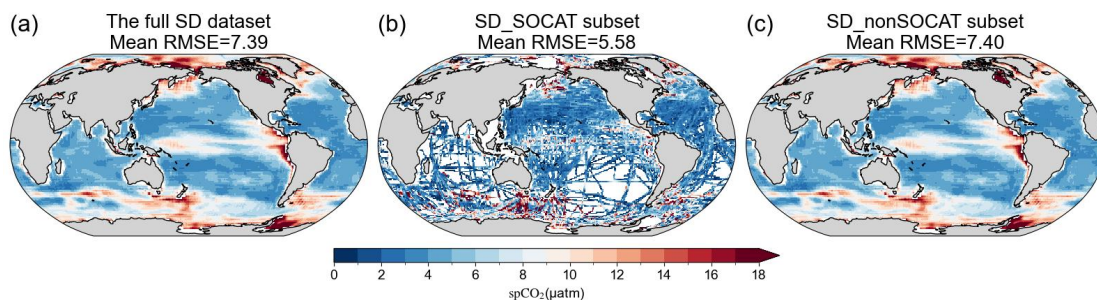 (a)
The full SD dataset
Mean RMSE=7.39
(b)
SD_SOCAT subset
Mean RMSE=5.58
(c)
SD_nonSOCAT subset
Mean RMSE=7.40
0 2 4 6 8 10 12 14 16 18
spCO₂(μatm)